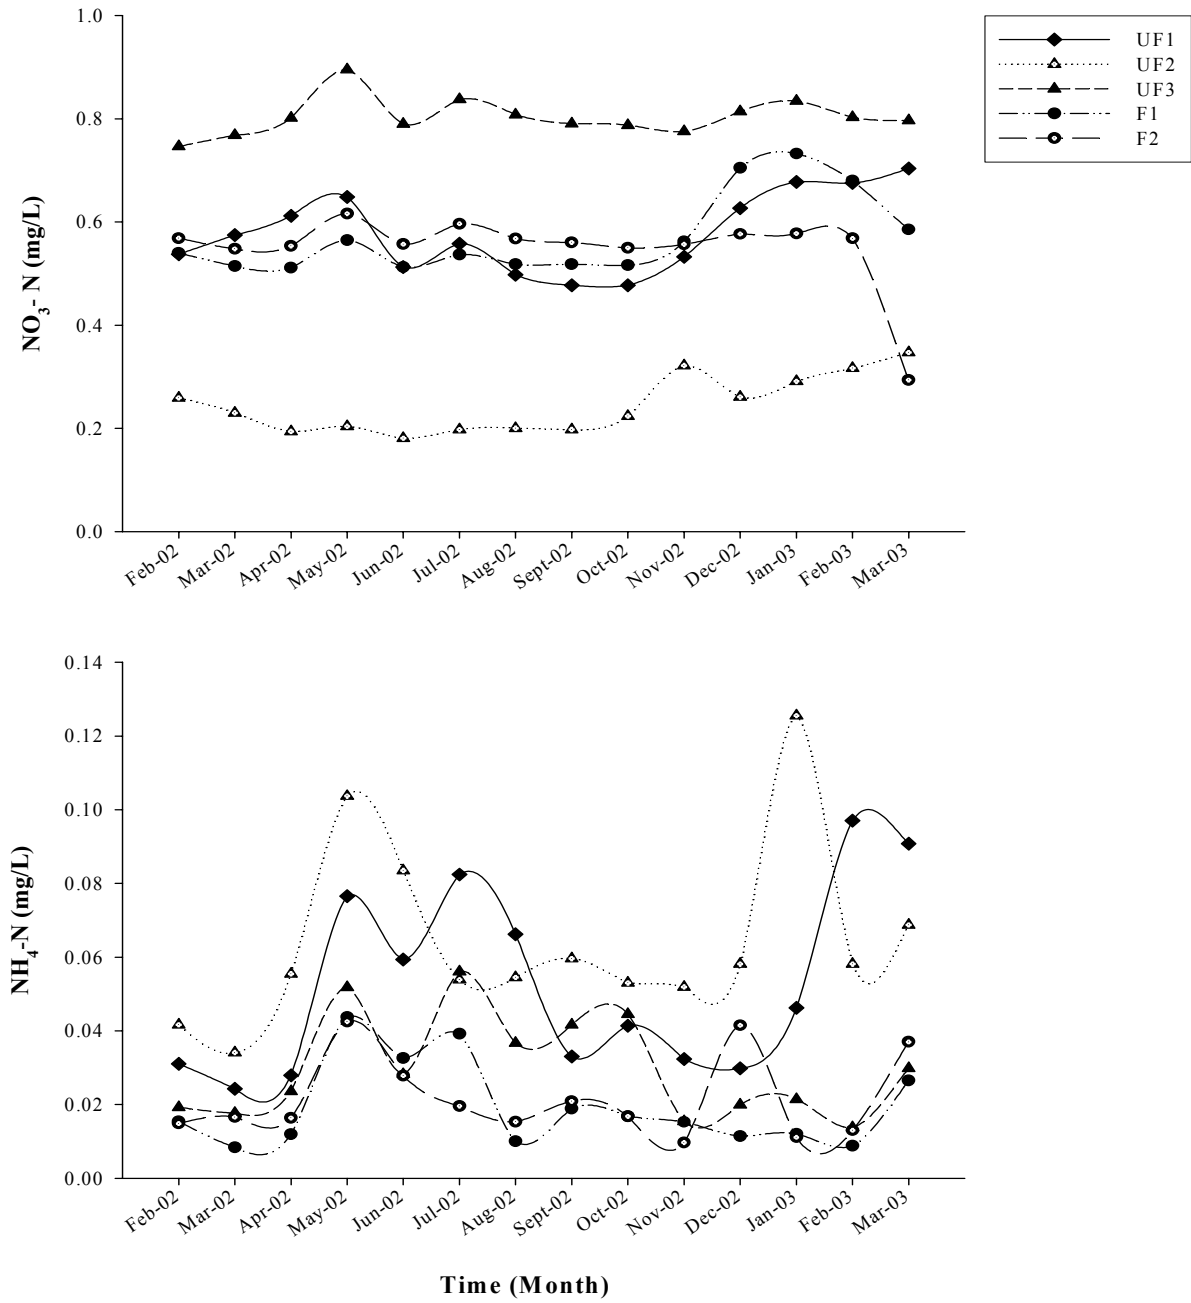 1.0
0.8
0.6
0.4
0.2
0.0
NO3- N (mg/L)
Feb-02
Mar-02
Apr-02
May-02
Jun-02
Jul-02
Aug-02
Sept-02
Oct-02
Nov-02
Dec-02
Jan-03
Feb-03
Mar-03
UF1
UF2
UF3
F1
F2
0.14
0.12
0.10
0.08
0.06
0.04
0.02
0.00
NH4-N (mg/L)
Feb-02
Mar-02
Apr-02
May-02
Jun-02
Jul-02
Aug-02
Sept-02
Oct-02
Nov-02
Dec-02
Jan-03
Feb-03
Mar-03
Time (Month)